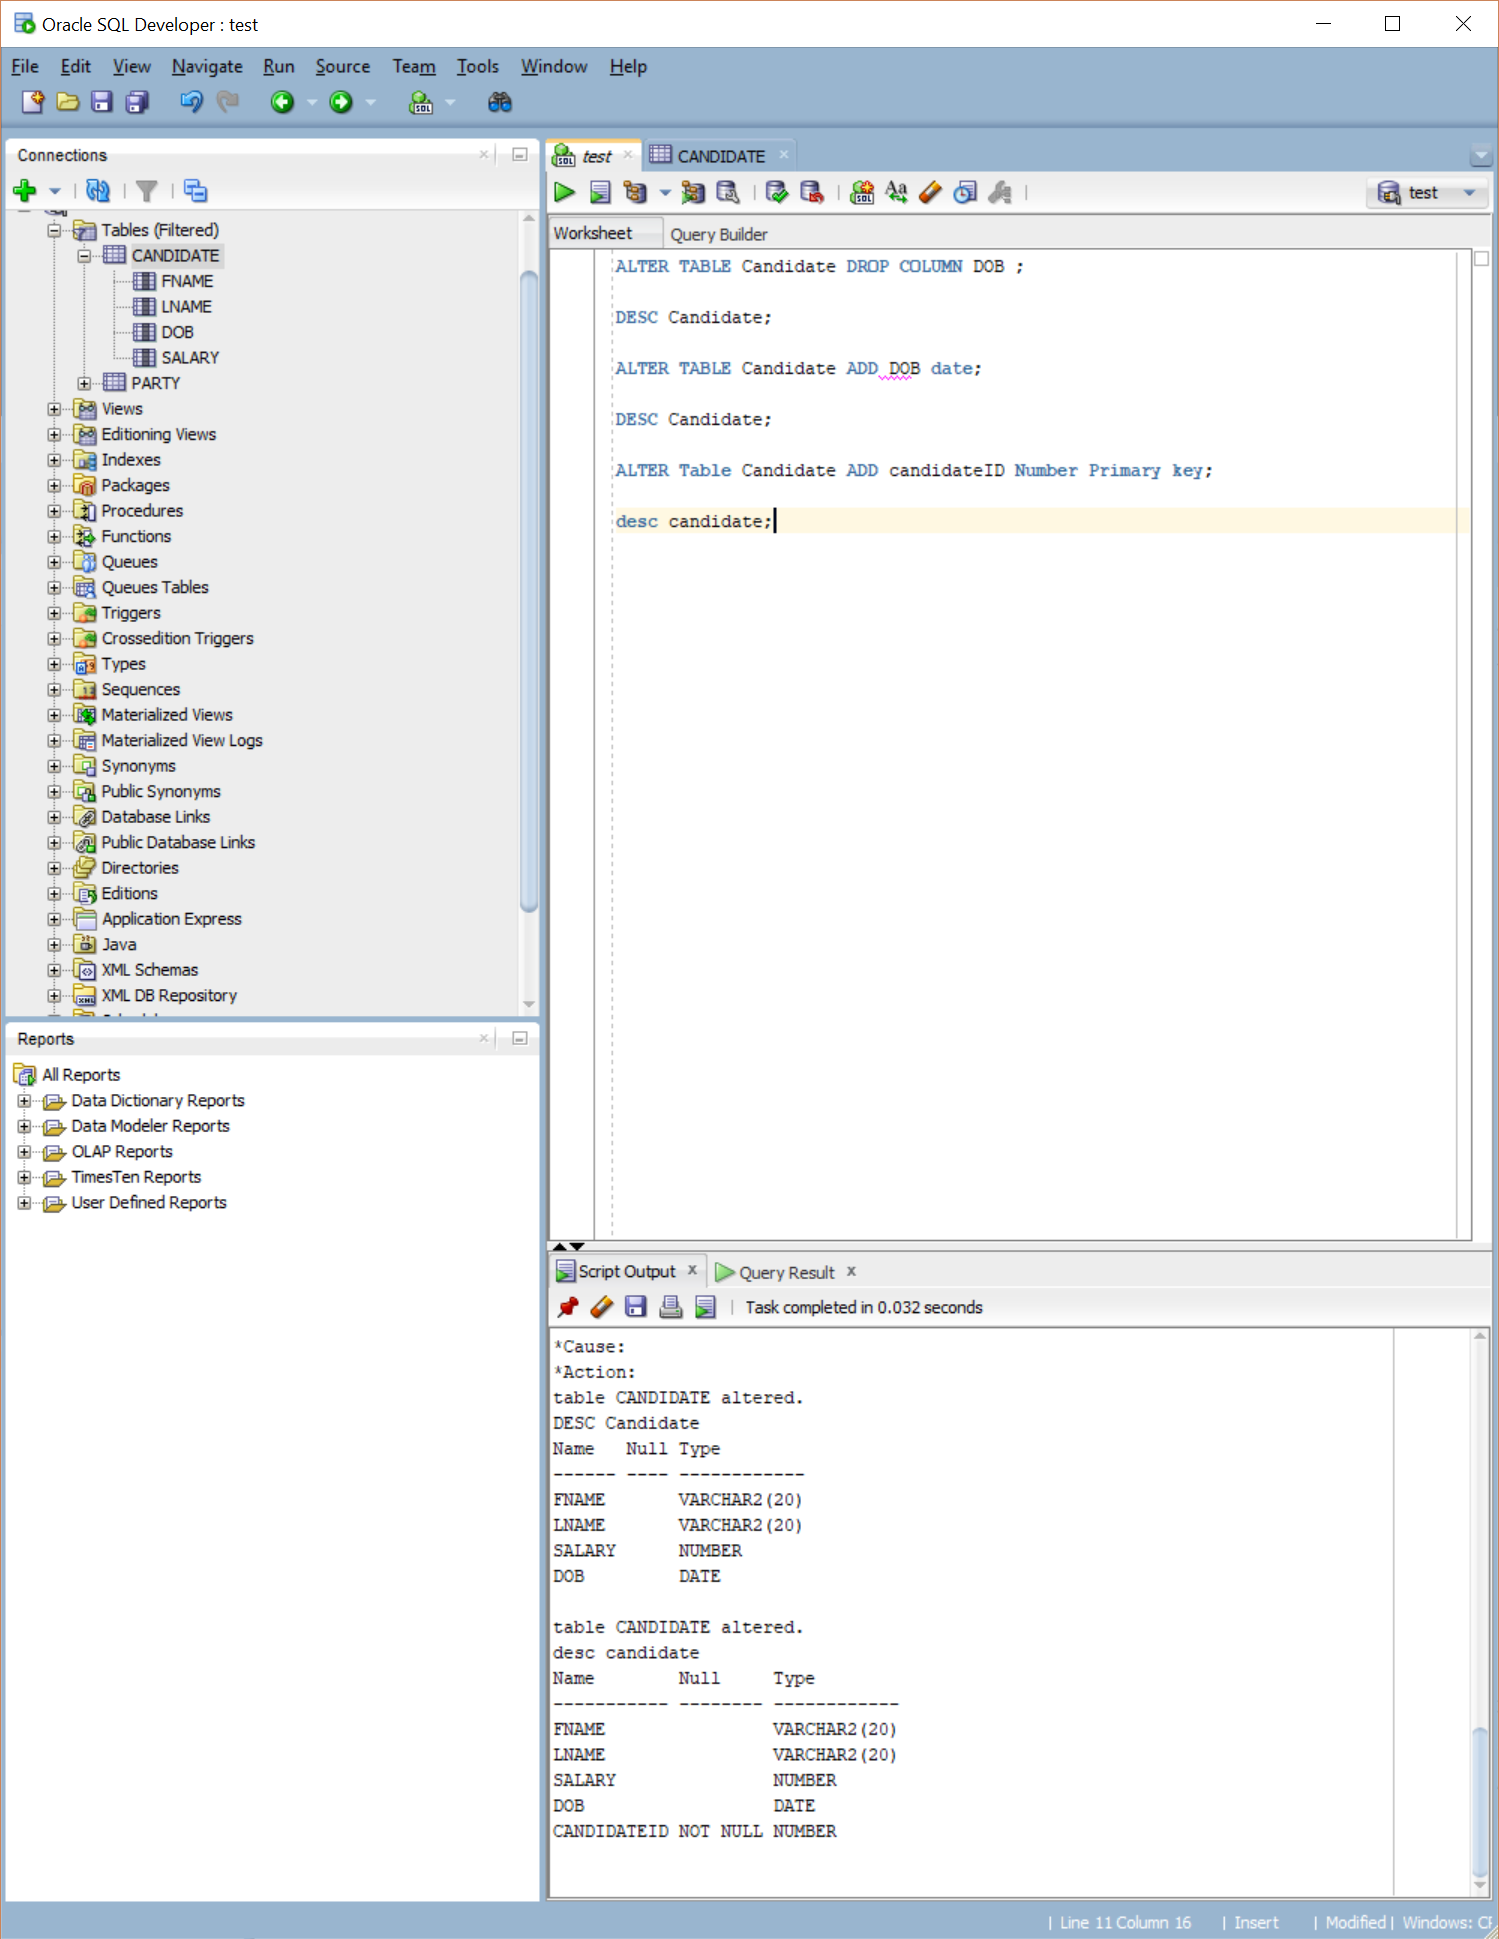 Oracle SQL Developer : test
File Edit View Navigate Run Source Team Tools Window Help
Connections
Tables (Filtered)
CANDIDATE
FNAME
LNAME
DOB
SALARY
PARTY
Views
Editioning Views
Indexes
Packages
Procedures
Functions
Queues
Queues Tables
Triggers
Crossedition Triggers
Types
Sequences
Materialized Views
Materialized View Logs
Synonyms
Public Synonyms
Database Links
Public Database Links
Directories
Editions
Application Express
Java
XML Schemas
XML DB Repository
Reports
All Reports
Data Dictionary Reports
Data Modeler Reports
OLAP Reports
TimesTen Reports
User Defined Reports
test CANDIDATE
test
Worksheet Query Builder
ALTER TABLE Candidate DROP COLUMN DOB ;
DESC Candidate;
ALTER TABLE Candidate ADD DOB date;
DESC Candidate;
ALTER Table Candidate ADD candidateID Number Primary key;
desc candidate;
Script Output Query Result
Task completed in 0.032 seconds
*Cause:
*Action:
table CANDIDATE altered.
DESC Candidate
Name Null Type
------ ---- ------------
FNAME VARCHAR2(20)
LNAME VARCHAR2(20)
SALARY NUMBER
DOB DATE
table CANDIDATE altered.
desc candidate
Name Null Type
----------- -------- ------------
FNAME VARCHAR2(20)
LNAME VARCHAR2(20)
SALARY NUMBER
DOB DATE
CANDIDATEID NOT NULL NUMBER
| Line 11 Column 16 | Insert | Modified | Windows: